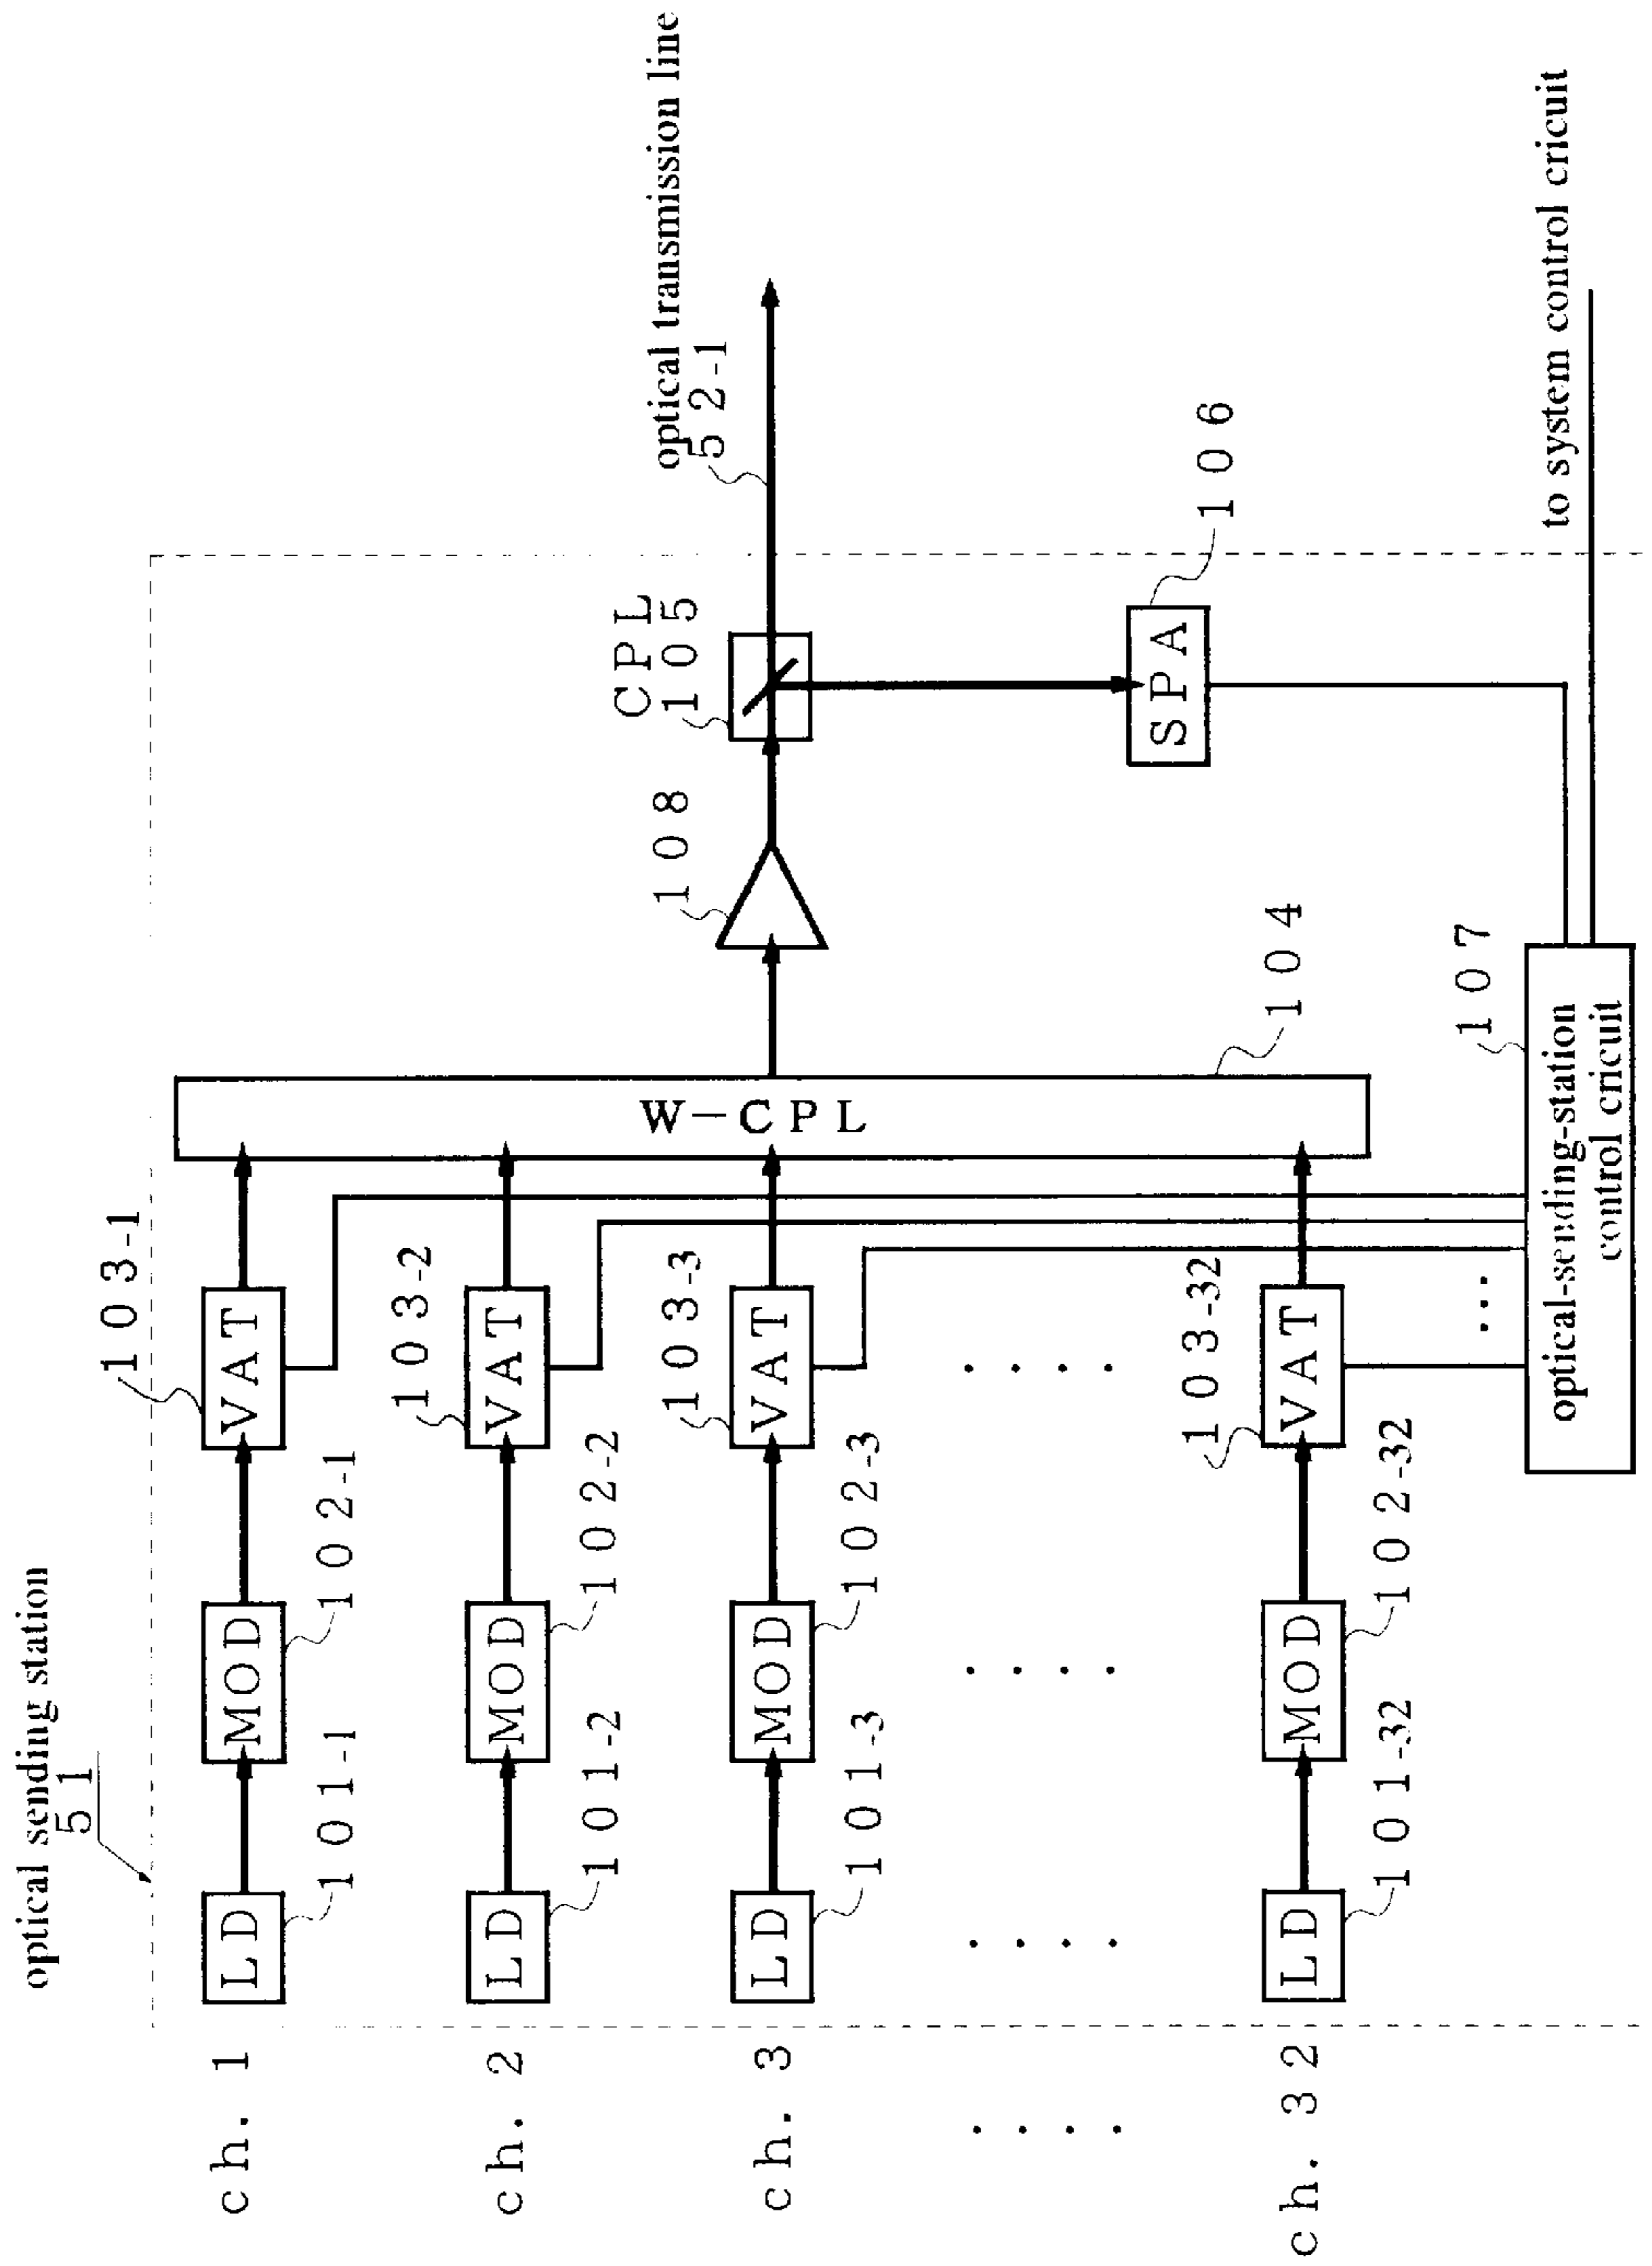 optical sending station
51
ch. 1
LD
101-1
MOD
102-1
VAT
103-1
ch. 2
LD
101-2
MOD
102-2
VAT
103-2
ch. 3
LD
101-3
MOD
102-3
VAT
103-3
. . . .
. . . .
. . . .
. . . .
ch. 32
LD
101-32
MOD
102-32
VAT
103-32
W-CPL
104
108
CPL
105
optical transmission line
52-1
SPA
106
107
...
optical-sending-station
control cricuit
to system control cricuit